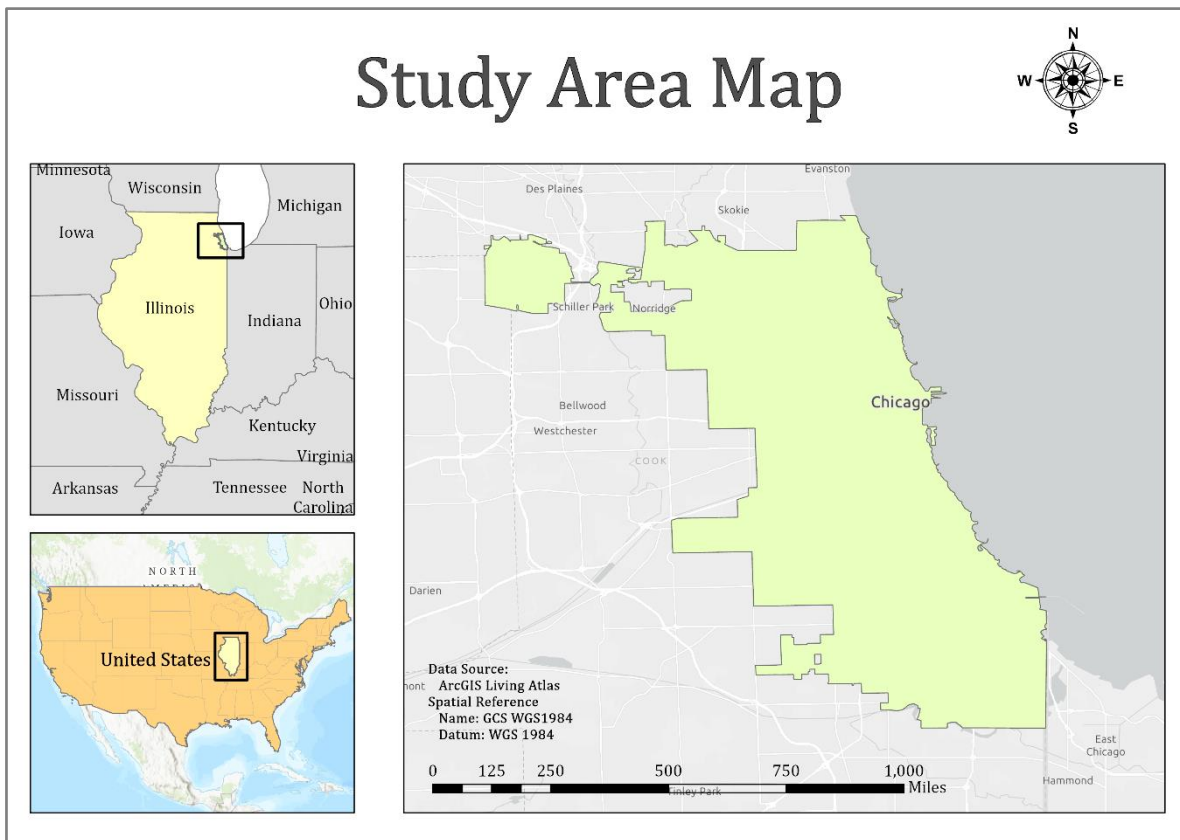 Study Area Map
N
W E
S
Minnesota
Wisconsin
Michigan
Iowa
Illinois
Ohio
Indiana
Missouri
Kentucky
Virginia
Arkansas
Tennessee
North
Carolina
NORTH
AMERICA
United States
Evanston
Des Plaines
Skokie
Schiller Park
Norridge
Chicago
Bellwood
Westchester
COOK
Darien
mont
East
Chicago
Hammond
Tinley Park
Data Source:
ArcGIS Living Atlas
Spatial Reference
Name: GCS WGS1984
Datum: WGS 1984
0 125 250 500 750 1,000
Miles